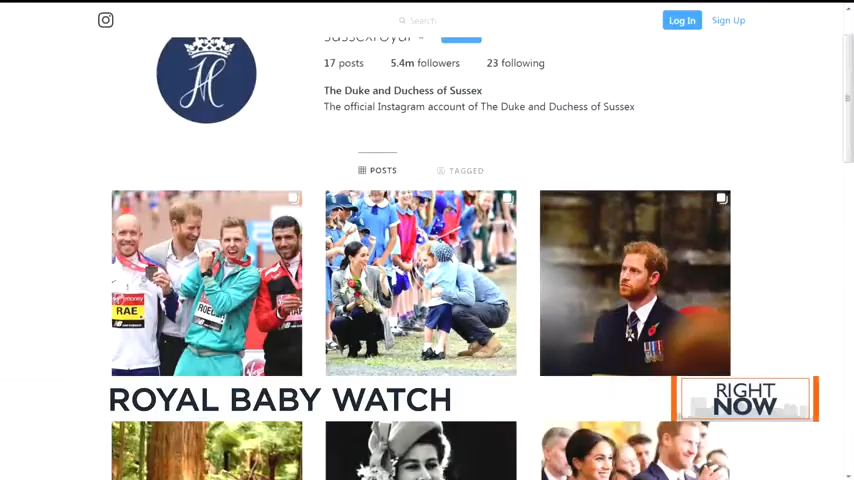 Search
Log In
Sign Up
sussexroyal
17 posts
5.4m followers
23 following
The Duke and Duchess of Sussex
The official Instagram account of The Duke and Duchess of Sussex
POSTS
TAGGED
RAE
ROYAL BABY WATCH
RIGHT
NOW